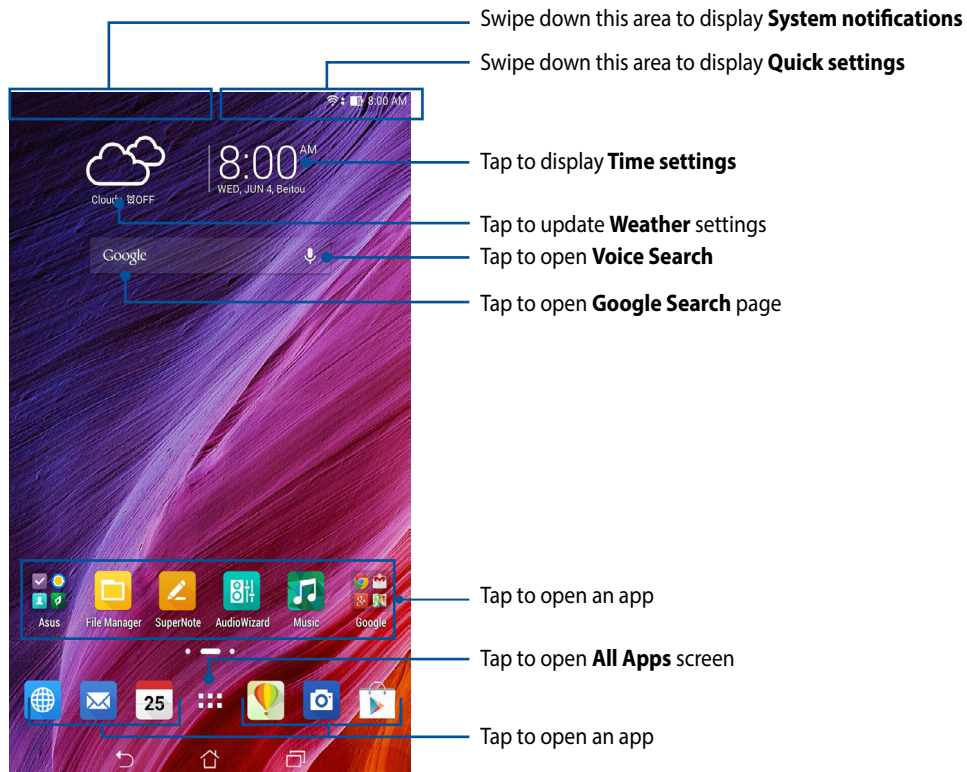 Swipe down this area to display System notifications
Swipe down this area to display Quick settings
8:00 AM
8:00 AM
WED, JUN 4, Beitou
Tap to display Time settings
Cloudy OFF
Tap to update Weather settings
Google
Tap to open Voice Search
Tap to open Google Search page
Asus
File Manager
SuperNote
AudioWizard
Music
Google
Tap to open an app
Tap to open All Apps screen
25
Tap to open an app